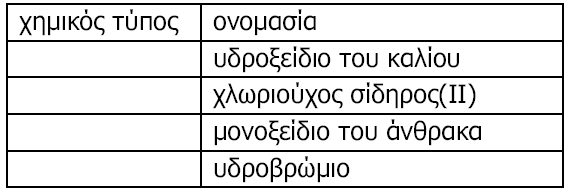 χημικός τύπος ονομασία
υδροξείδιο του καλίου
χλωριούχος σίδηρος(II)
μονοξείδιο του άνθρακα
υδροβρώμιο